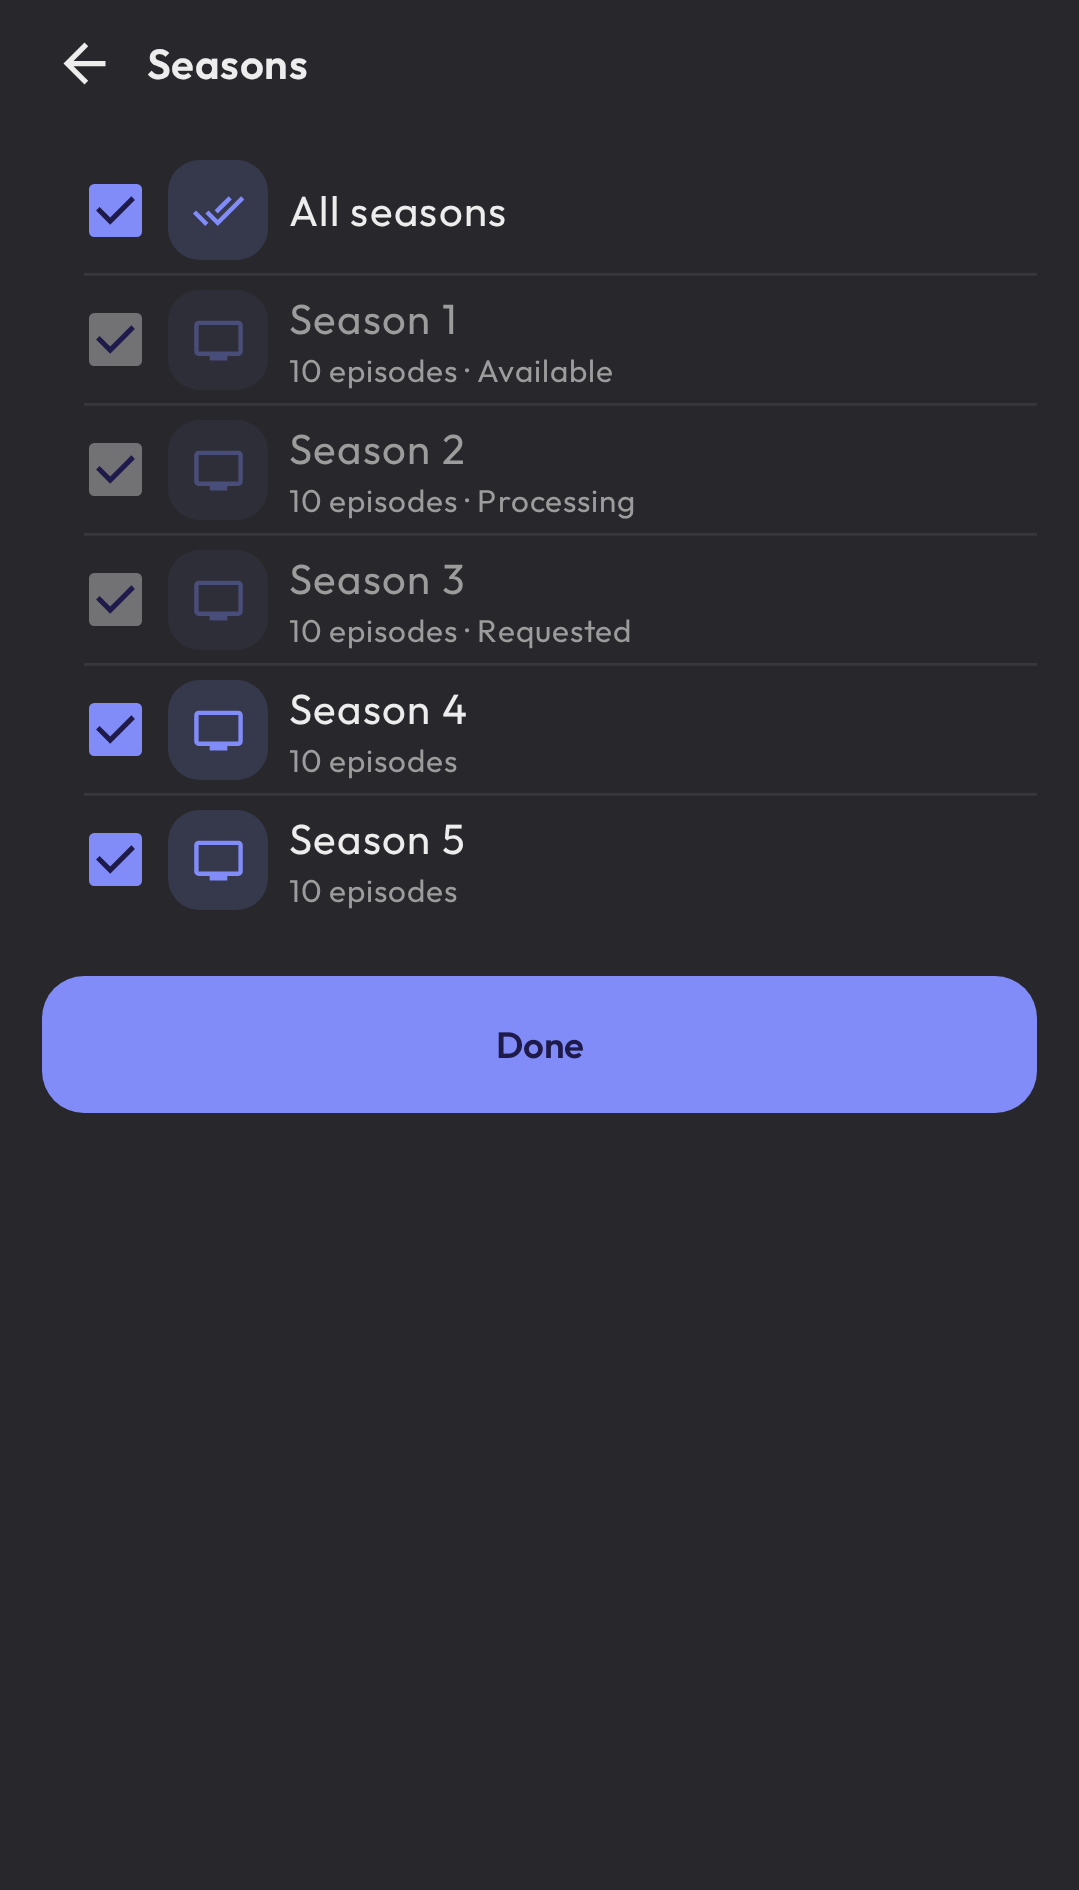 Seasons
All seasons
Season 1
10 episodes · Available
Season 2
10 episodes · Processing
Season 3
10 episodes · Requested
Season 4
10 episodes
Season 5
10 episodes
Done